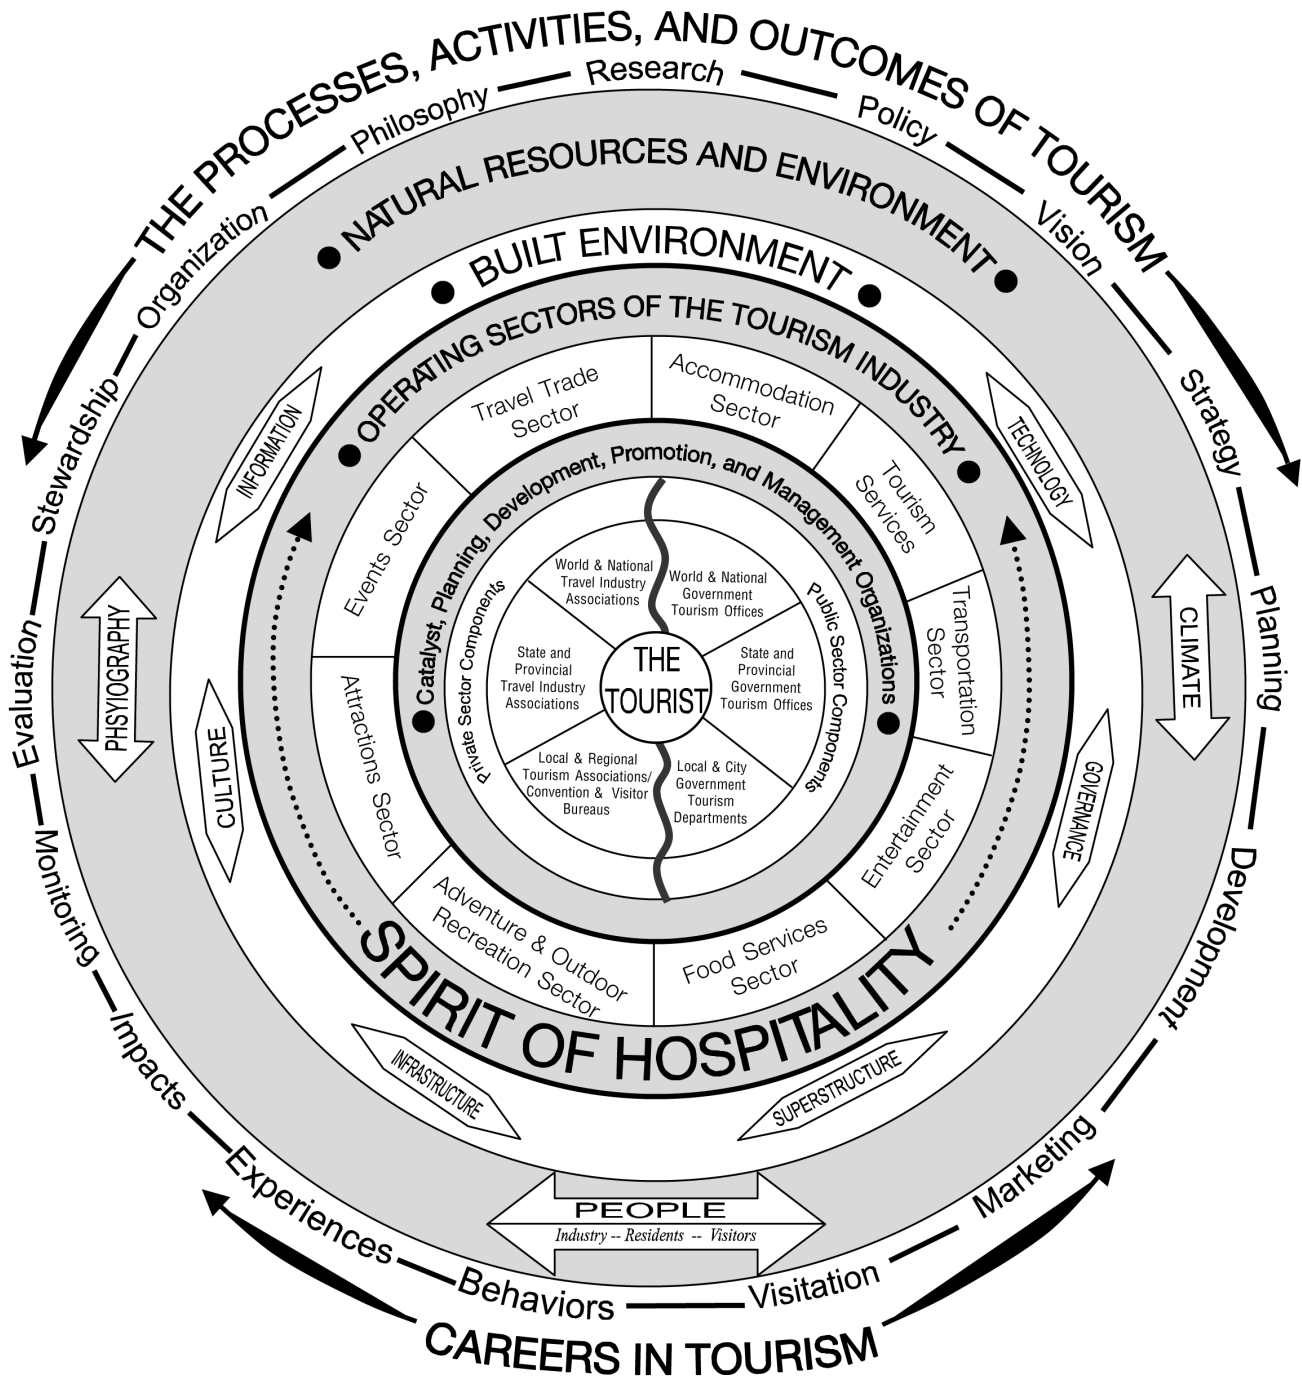 THE PROCESSES, ACTIVITIES, AND OUTCOMES OF TOURISM
Philosophy
Research
Policy
Vision
Strategy
Planning
Development
Marketing
Visitation
Behaviors
Experiences
Impacts
Monitoring
Evaluation
Stewardship
Organization
NATURAL RESOURCES AND ENVIRONMENT
BUILT ENVIRONMENT
OPERATING SECTORS OF THE TOURISM INDUSTRY
INFORMATION
TECHNOLOGY
PHSYIOGRAPHY
CLIMATE
CULTURE
GOVERNANCE
INFRASTRUCTURE
SUPERSTRUCTURE
Travel Trade
Sector
Accommodation
Sector
Tourism
Services
Transportation
Sector
Entertainment
Sector
Food Services
Sector
Adventure & Outdoor
Recreation Sector
Attractions Sector
Events Sector
Catalyst, Planning, Development, Promotion, and Management Organizations
Private Sector Components
Public Sector Components
World & National
Travel Industry
Associations
World & National
Government
Tourism Offices
State and
Provincial
Travel Industry
Associations
THE
TOURIST
State and
Provincial
Government
Tourism Offices
Local & Regional
Tourism Associations/
Convention & Visitor
Bureaus
Local & City
Government
Tourism
Departments
SPIRIT OF HOSPITALITY
PEOPLE
Industry -- Residents -- Visitors
CAREERS IN TOURISM